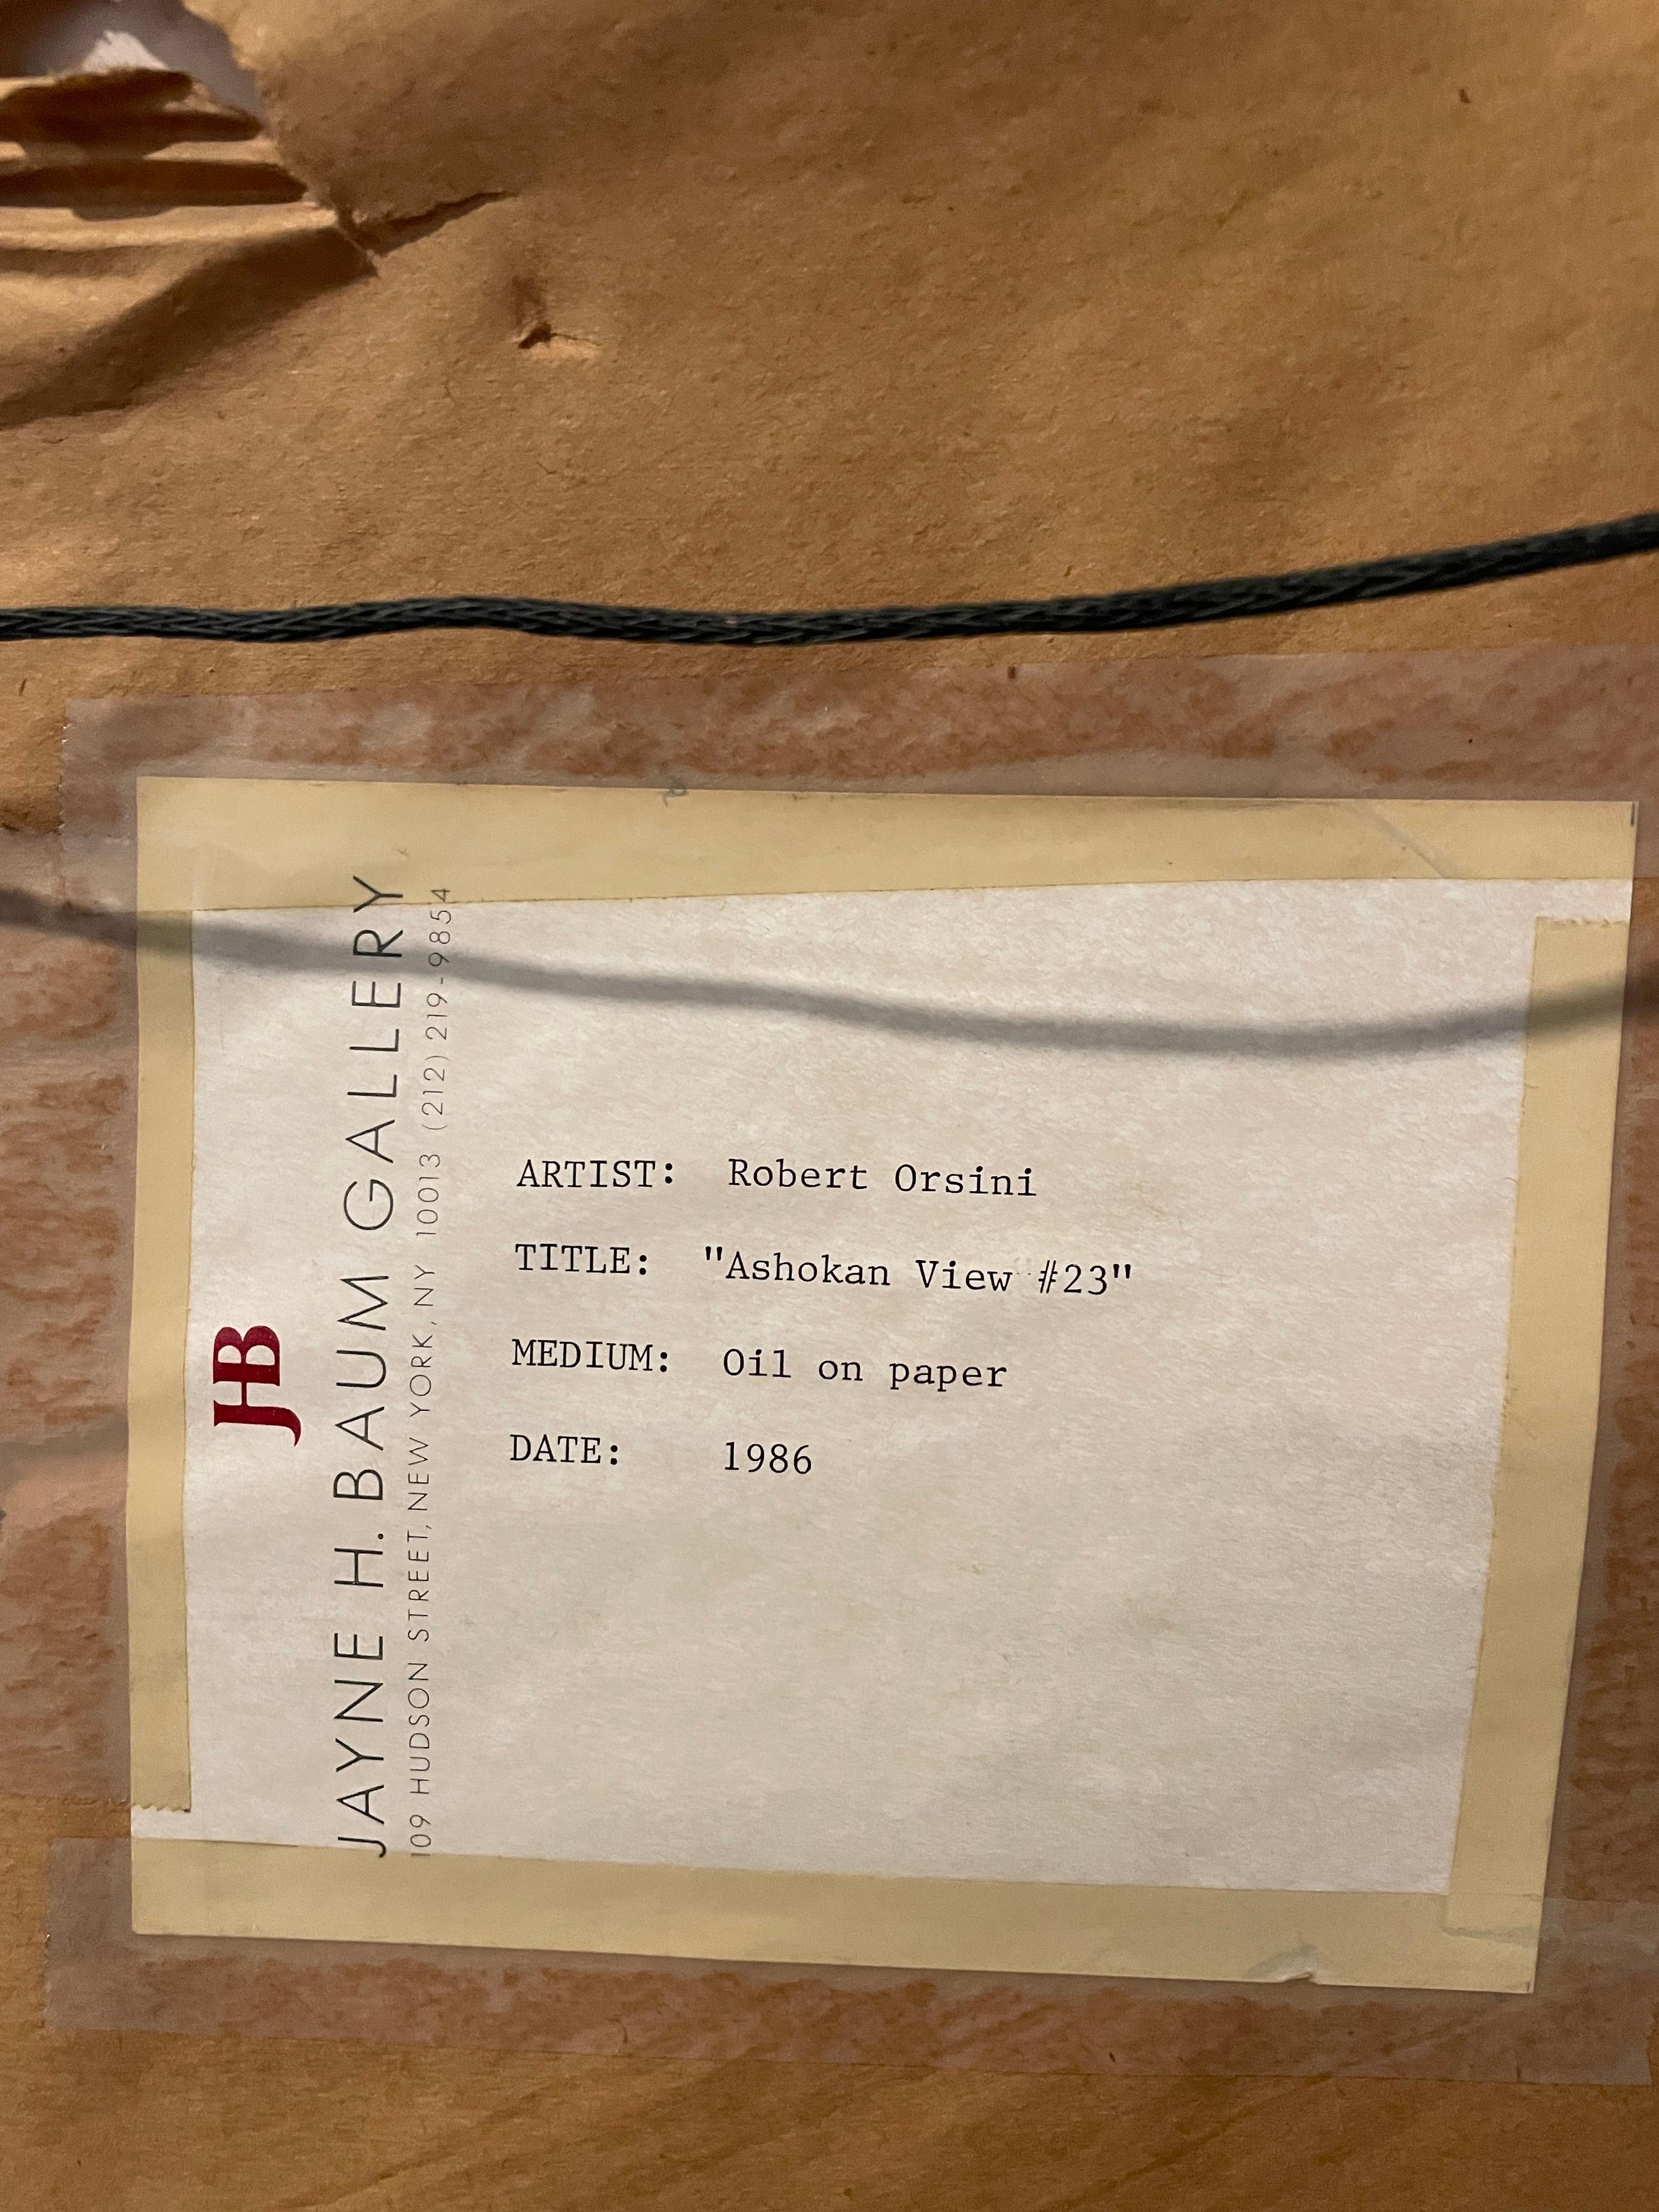 JHB
JAYNE H. BAUM GALLERY
109 HUDSON STREET, NEW YORK, NY 10013 (212) 219-9854
ARTIST: Robert Orsini
TITLE: "Ashokan View #23"
MEDIUM: Oil on paper
DATE: 1986